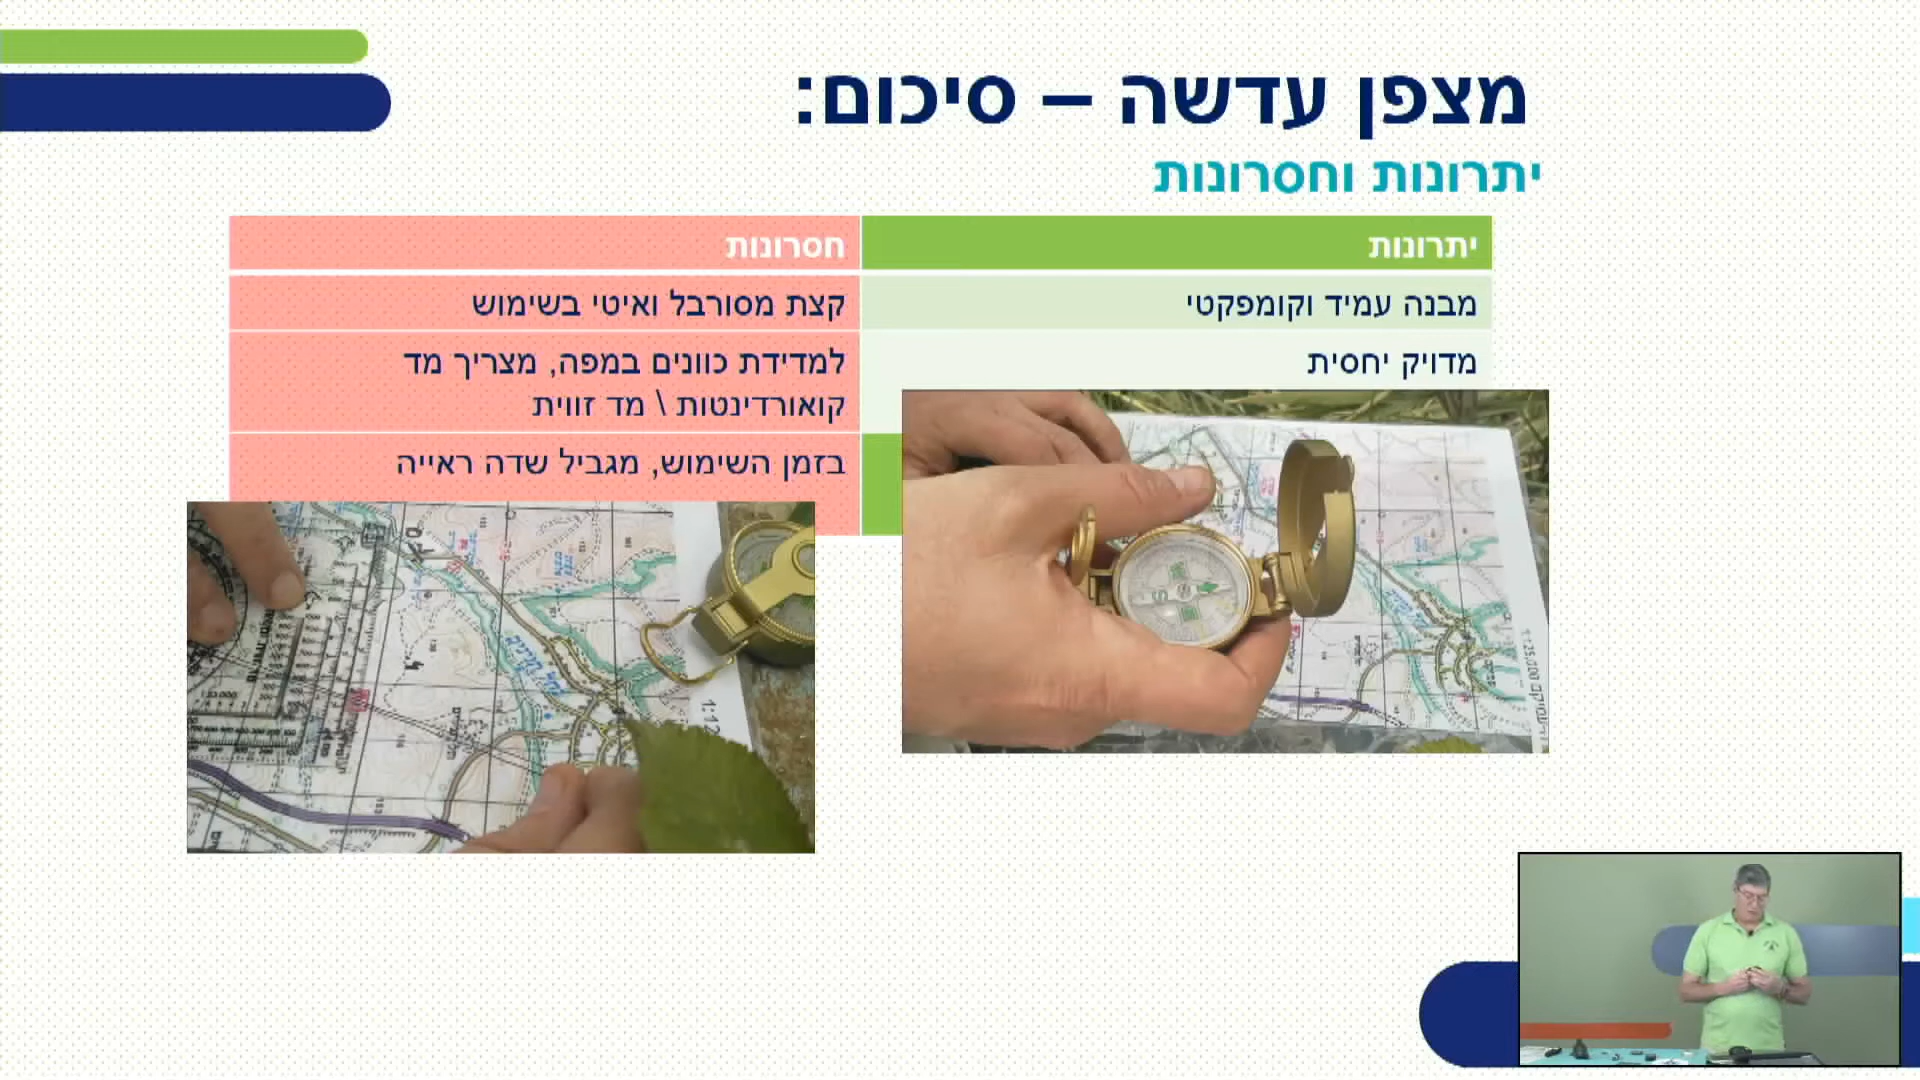 מצפן עדשה – סיכום:
יתרונות וחסרונות
יתרונות
חסרונות
מבנה עמיד וקומפקטי
קצת מסורבל ואיטי בשימוש
מדויק יחסית
למדידת כוונים במפה, מצריך מד
קואורדינטות \ מד זווית
בזמן השימוש, מגביל שדה ראייה